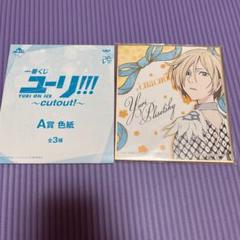 一番くじ
ユーリ!!!
YURI ON ICE
〜cutout!〜
A賞 色紙
全3種
спасибо
Yuri
Plisetsky